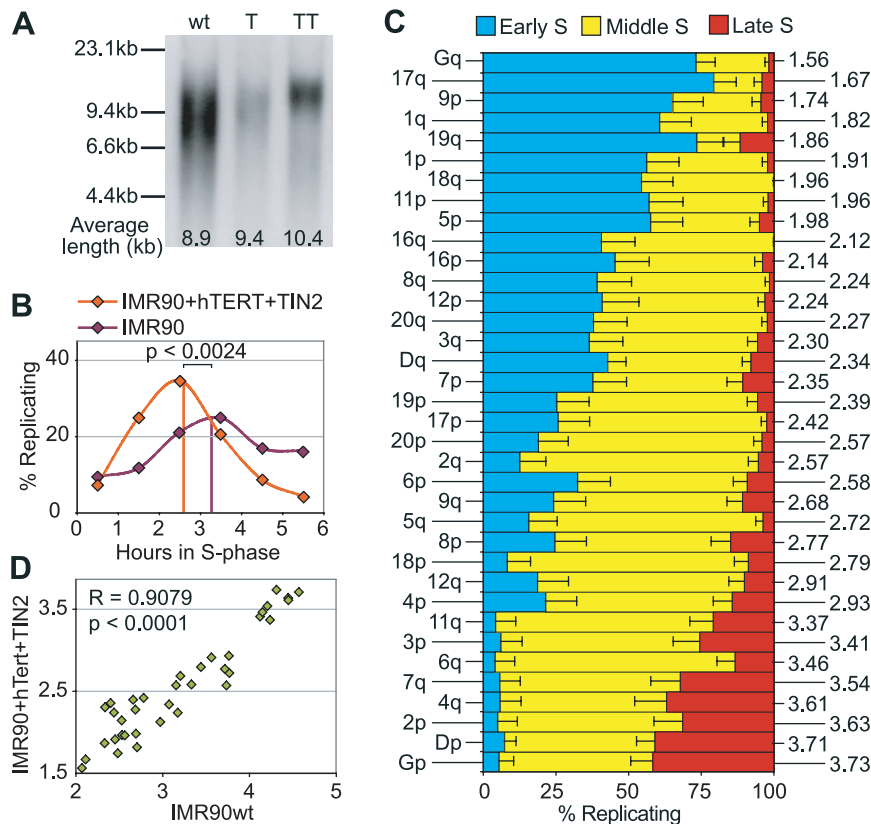 A
wt T TT
23.1kb
9.4kb
6.6kb
4.4kb
Average length (kb) 8.9 9.4 10.4
B
IMR90+hTERT+TIN2
IMR90
p < 0.0024
% Replicating
40
20
0
0 1 2 3 4 5 6
Hours in S-phase
D
R = 0.9079
p < 0.0001
IMR90+hTert+TIN2
3.5
2.5
1.5
2 3 4 5
IMR90wt
C
Early S Middle S Late S
Gq 1.56
17q 1.67
9p 1.74
1q 1.82
19q 1.86
1p 1.91
18q 1.96
11p 1.96
5p 1.98
16q 2.12
16p 2.14
8q 2.24
12p 2.24
20q 2.27
3q 2.30
Dq 2.34
7p 2.35
19p 2.39
17p 2.42
20p 2.57
2q 2.57
6p 2.58
9q 2.68
5q 2.72
8p 2.77
18p 2.79
12q 2.91
4p 2.93
11q 3.37
3p 3.41
6q 3.46
7q 3.54
4q 3.61
2p 3.63
Dp 3.71
Gp 3.73
0 25 50 75 100
% Replicating